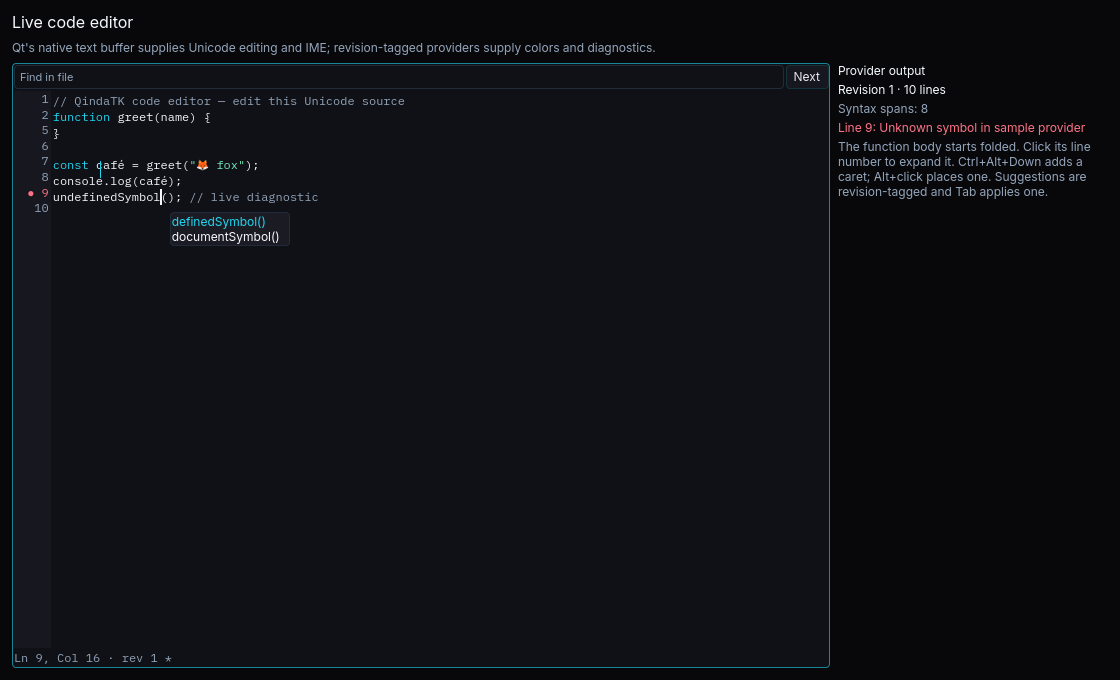 Live code editor
Qt's native text buffer supplies Unicode editing and IME; revision-tagged providers supply colors and diagnostics.
Find in file
Next
1 // QindaTK code editor — edit this Unicode source
2 function greet(name) {
5 }
6
7 const café = greet("🦊 fox");
8 console.log(café);
9 undefinedSymbol(); // live diagnostic
10
definedSymbol()
documentSymbol()
Ln 9, Col 16 · rev 1 *
Provider output
Revision 1 · 10 lines
Syntax spans: 8
Line 9: Unknown symbol in sample provider
The function body starts folded. Click its line
number to expand it. Ctrl+Alt+Down adds a
caret; Alt+click places one. Suggestions are
revision-tagged and Tab applies one.